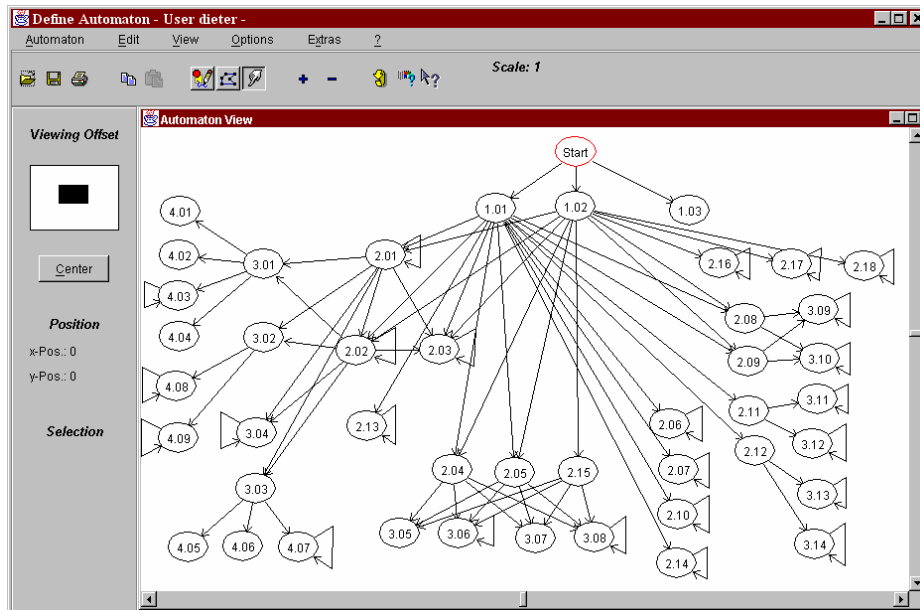 Define Automaton - User dieter -
Automaton Edit View Options Extras ?
Scale: 1
Viewing Offset
Center
Position
x-Pos.: 0
y-Pos.: 0
Selection
Automaton View
Start
1.01 1.02 1.03
4.01
4.02 3.01 2.01 2.16 2.17 2.18
4.03
4.04 3.02 2.02 2.03 2.08 3.09
2.09 3.10
4.08
4.09 3.04 2.13 2.06 2.11 3.11
2.12 3.12
2.04 2.05 2.15 2.07
3.03 3.13
2.10
4.05 4.06 4.07 3.05 3.06 3.07 3.08 3.14
2.14